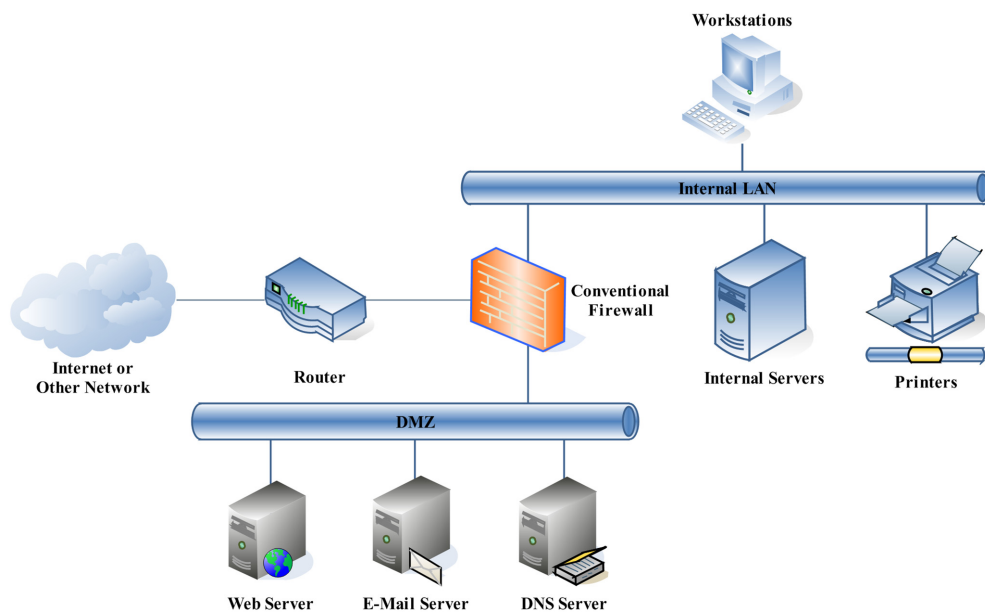 Workstations
Internal LAN
Conventional
Firewall
Internet or
Other Network
Router
Internal Servers
Printers
DMZ
Web Server
E-Mail Server
DNS Server